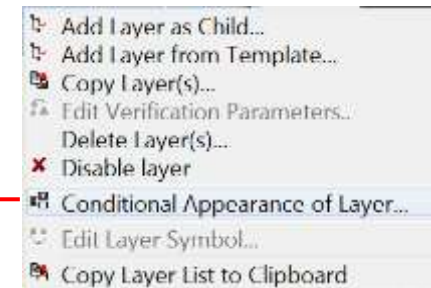 Add Layer as Child...
Add Layer from Template...
Copy Layer(s)...
Edit Verification Parameters..
Delete Layer(s)...
Disable layer
Conditional Appearance of Layer...
Edit Layer Symbol...
Copy Layer List to Clipboard